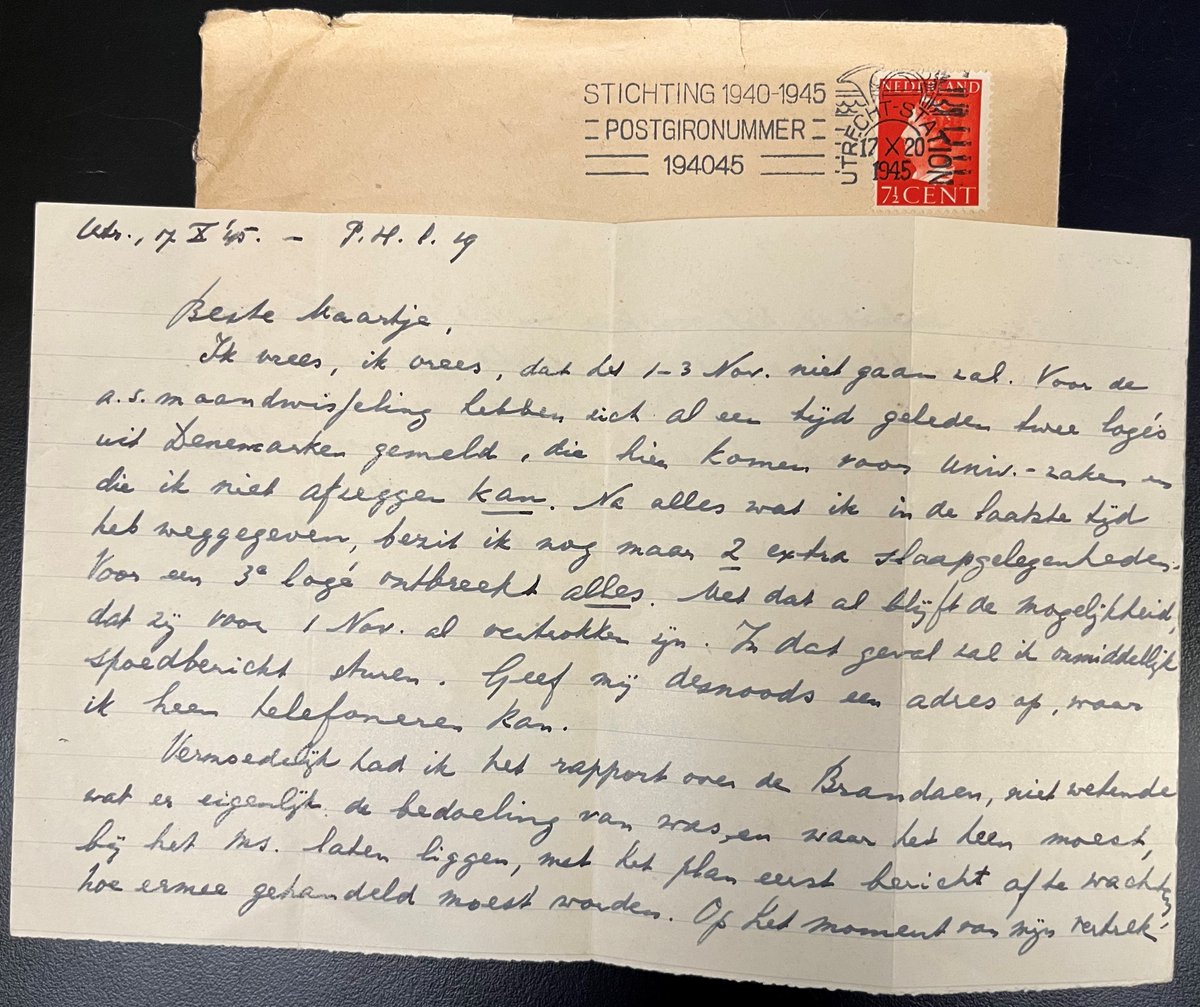 STICHTING 1940-1945
POSTGIRONUMMER
194045
UTRECHT-STATION
17 X 20
1945
NEDERLAND
7½ CENT
Utr., 17 X '45. – P.H.l. 19
Beste Maartje,
Ik vrees, ik vrees, dat het 1–3 Nov. niet gaan zal. Voor de
a.s. maandwisseling hebben zich al een tijd geleden twee logé's
uit Denemarken gemeld, die hier komen voor Univ.-zaken en
die ik niet afzeggen kan. Na alles wat ik in de laatste tijd
heb weggegeven, bezit ik nog maar 2 extra slaapgelegenheden.
Voor een 3e logé ontbreekt alles. Met dat al blijft de mogelijkheid,
dat zij voor 1 Nov. al vertrokken zijn. In dat geval zal ik onmiddellijk
spoedbericht sturen. Geef mij desnoods een adres op, waar
ik heen telefoneren kan.
Vermoedelijk had ik het rapport over de Brandaen, niet wetende
wat er eigenlijk de bedoeling van was, en waar het heen moest,
bij het Ms. laten liggen, met het plan eerst bericht af te wachten,
hoe ermee gehandeld moest worden. Op het moment van mijn vertrek